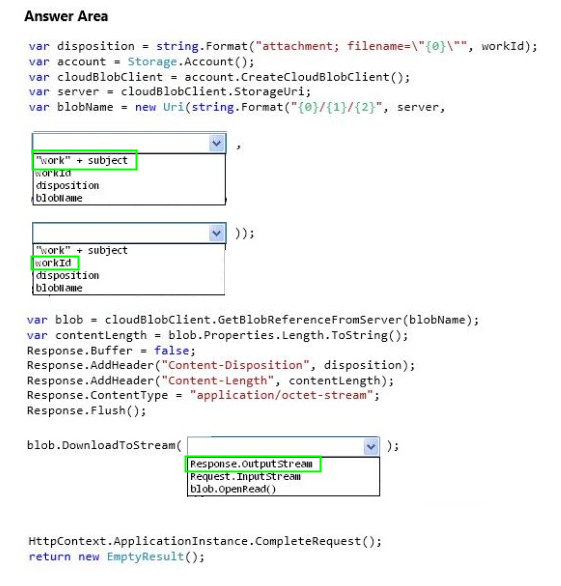 Answer Area
var disposition = string.Format("attachment; filename=\"{0}\"", workId);
var account = Storage.Account();
var cloudBlobClient = account.CreateCloudBlobClient();
var server = cloudBlobClient.StorageUri;
var blobName = new Uri(string.Format("{0}/{1}/{2}", server,
,
"work" + subject
workId
disposition
blobName
));
"work" + subject
workId
disposition
blobName
var blob = cloudBlobClient.GetBlobReferenceFromServer(blobName);
var contentLength = blob.Properties.Length.ToString();
Response.Buffer = false;
Response.AddHeader("Content-Disposition", disposition);
Response.AddHeader("Content-Length", contentLength);
Response.ContentType = "application/octet-stream";
Response.Flush();
blob.DownloadToStream( );
Response.OutputStream
Request.InputStream
blob.OpenRead()
HttpContext.ApplicationInstance.CompleteRequest();
return new EmptyResult();